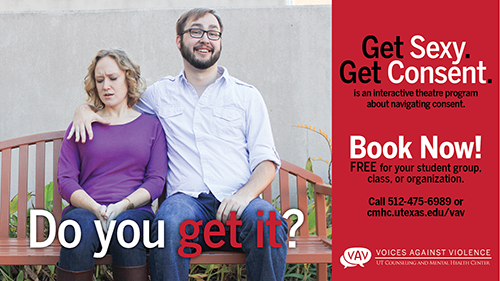 Get Sexy.
Get Consent.
is an interactive theatre program
about navigating consent.
Book Now!
FREE for your student group,
class, or organization.
Call 512-475-6989 or
cmhc.utexas.edu/vav
Do you get it?
VAV
VOICES AGAINST VIOLENCE
UT COUNSELING AND MENTAL HEALTH CENTER